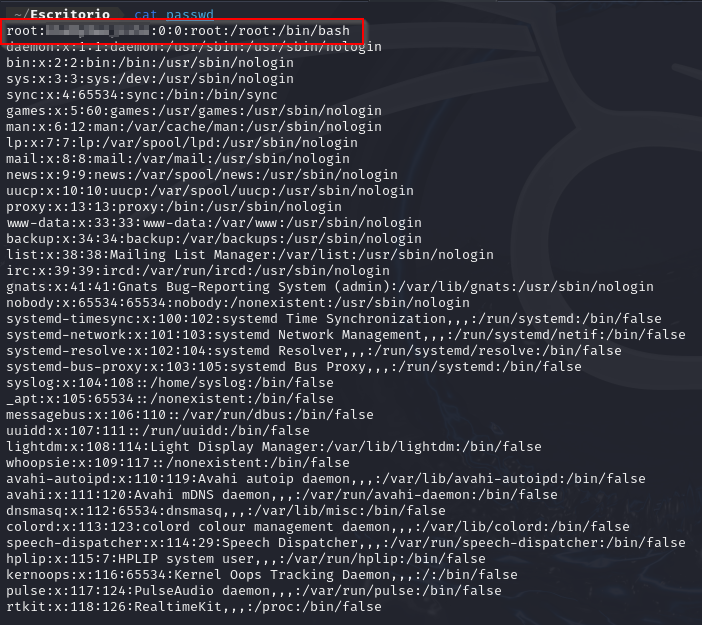 ~/Escritorio cat passwd
root: :0:0:root:/root:/bin/bash
daemon:x:1:1:daemon:/usr/sbin:/usr/sbin/nologin
bin:x:2:2:bin:/bin:/usr/sbin/nologin
sys:x:3:3:sys:/dev:/usr/sbin/nologin
sync:x:4:65534:sync:/bin:/bin/sync
games:x:5:60:games:/usr/games:/usr/sbin/nologin
man:x:6:12:man:/var/cache/man:/usr/sbin/nologin
lp:x:7:7:lp:/var/spool/lpd:/usr/sbin/nologin
mail:x:8:8:mail:/var/mail:/usr/sbin/nologin
news:x:9:9:news:/var/spool/news:/usr/sbin/nologin
uucp:x:10:10:uucp:/var/spool/uucp:/usr/sbin/nologin
proxy:x:13:13:proxy:/bin:/usr/sbin/nologin
www-data:x:33:33:www-data:/var/www:/usr/sbin/nologin
backup:x:34:34:backup:/var/backups:/usr/sbin/nologin
list:x:38:38:Mailing List Manager:/var/list:/usr/sbin/nologin
irc:x:39:39:ircd:/var/run/ircd:/usr/sbin/nologin
gnats:x:41:41:Gnats Bug-Reporting System (admin):/var/lib/gnats:/usr/sbin/nologin
nobody:x:65534:65534:nobody:/nonexistent:/usr/sbin/nologin
systemd-timesync:x:100:102:systemd Time Synchronization,,,:/run/systemd:/bin/false
systemd-network:x:101:103:systemd Network Management,,,:/run/systemd/netif:/bin/false
systemd-resolve:x:102:104:systemd Resolver,,,:/run/systemd/resolve:/bin/false
systemd-bus-proxy:x:103:105:systemd Bus Proxy,,,:/run/systemd:/bin/false
syslog:x:104:108::/home/syslog:/bin/false
_apt:x:105:65534::/nonexistent:/bin/false
messagebus:x:106:110::/var/run/dbus:/bin/false
uuidd:x:107:111::/run/uuidd:/bin/false
lightdm:x:108:114:Light Display Manager:/var/lib/lightdm:/bin/false
whoopsie:x:109:117::/nonexistent:/bin/false
avahi-autoipd:x:110:119:Avahi autoip daemon,,,:/var/lib/avahi-autoipd:/bin/false
avahi:x:111:120:Avahi mDNS daemon,,,:/var/run/avahi-daemon:/bin/false
dnsmasq:x:112:65534:dnsmasq,,,:/var/lib/misc:/bin/false
colord:x:113:123:colord colour management daemon,,,:/var/lib/colord:/bin/false
speech-dispatcher:x:114:29:Speech Dispatcher,,,:/var/run/speech-dispatcher:/bin/false
hplip:x:115:7:HPLIP system user,,,:/var/run/hplip:/bin/false
kernoops:x:116:65534:Kernel Oops Tracking Daemon,,,:/:/bin/false
pulse:x:117:124:PulseAudio daemon,,,:/var/run/pulse:/bin/false
rtkit:x:118:126:RealtimeKit,,,:/proc:/bin/false